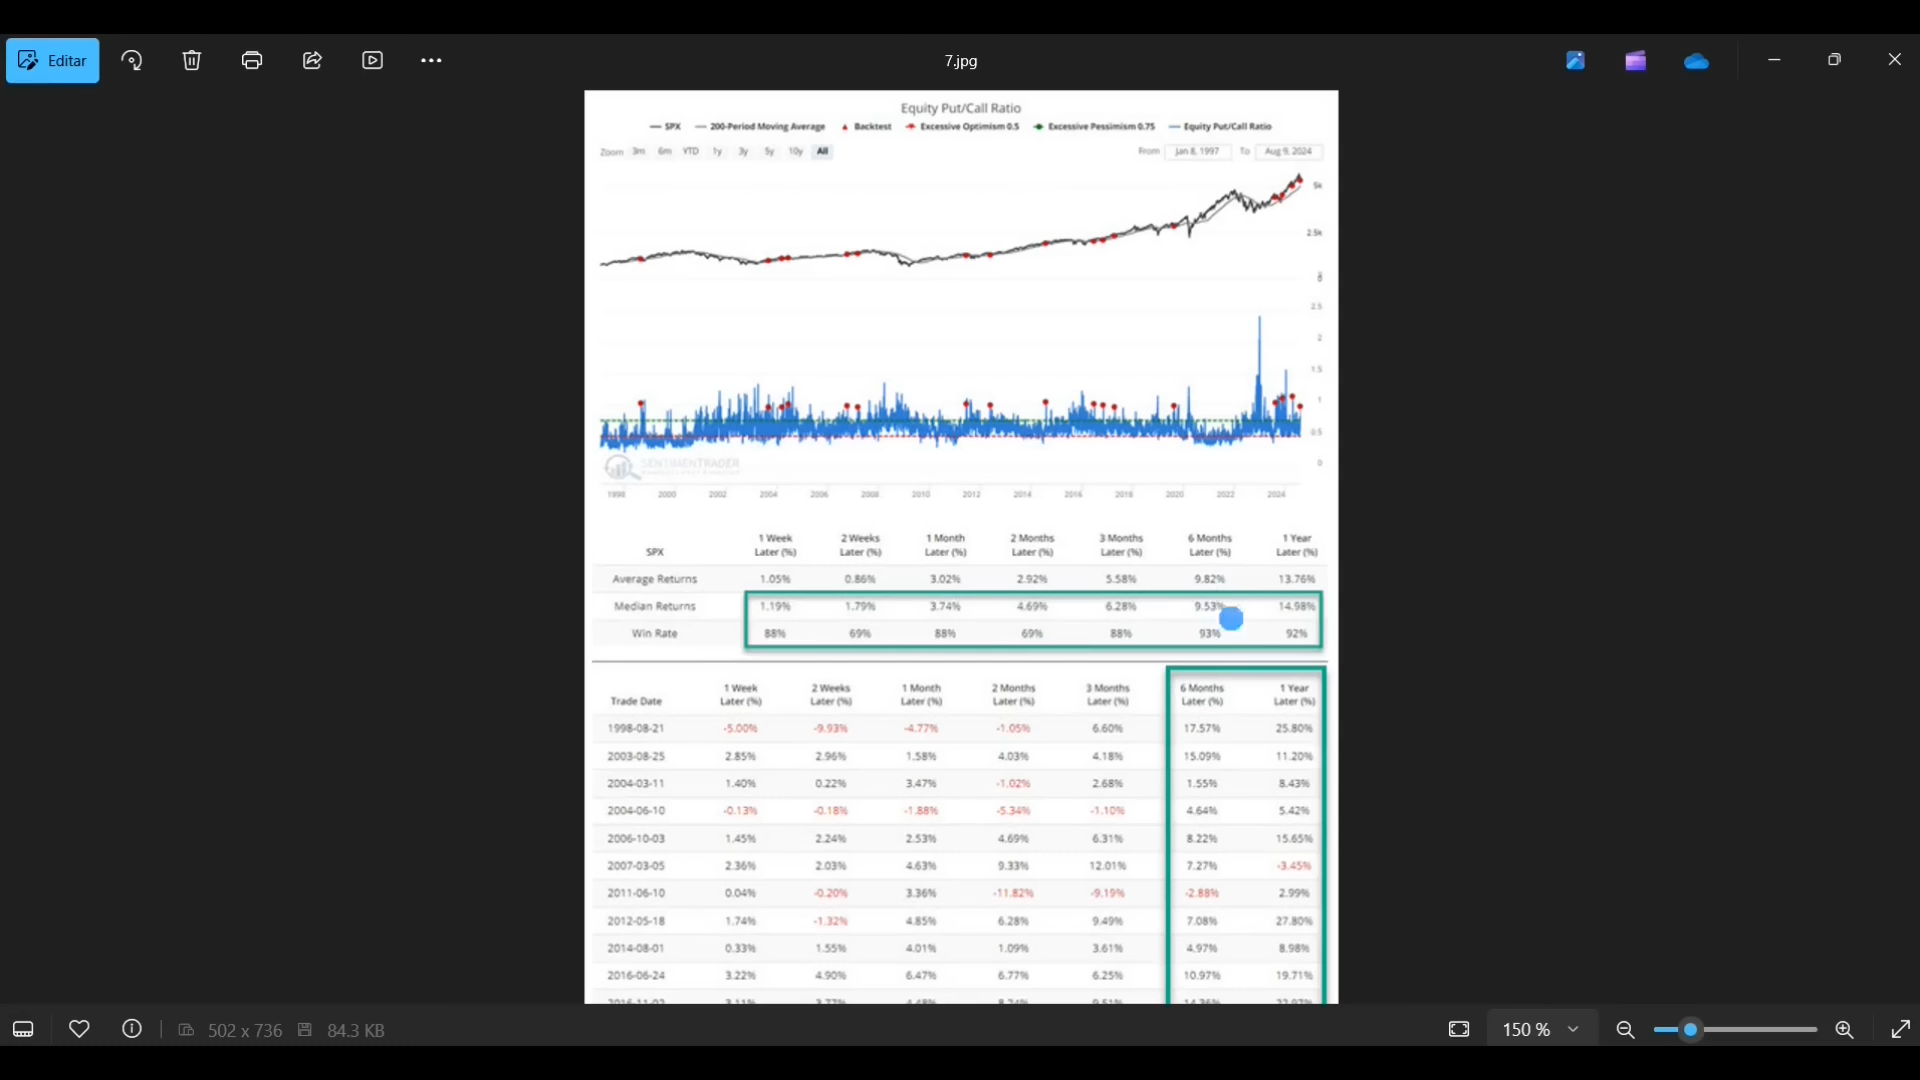 Editar
7.jpg
Equity Put/Call Ratio
SPX 200-Period Moving Average Backtest Excessive Optimism 0.5 Excessive Pessimism 0.75 Equity Put/Call Ratio
Zoom 3m 6m YTD 1y 3y 5y 10y All From Jan 8, 1997 To Aug 9, 2024
5k
2.5k
0
2.5
2
1.5
1
0.5
0
SENTIMENTRADER
1998 2000 2002 2004 2006 2008 2010 2012 2014 2016 2018 2020 2022 2024
1 Week 2 Weeks 1 Month 2 Months 3 Months 6 Months 1 Year
SPX Later (%) Later (%) Later (%) Later (%) Later (%) Later (%) Later (%)
Average Returns 1.05% 0.86% 3.02% 2.92% 5.58% 9.82% 13.76%
Median Returns 1.19% 1.79% 3.74% 4.69% 6.28% 9.53% 14.98%
Win Rate 88% 69% 88% 69% 88% 93% 92%
1 Week 2 Weeks 1 Month 2 Months 3 Months 6 Months 1 Year
Trade Date Later (%) Later (%) Later (%) Later (%) Later (%) Later (%) Later (%)
1998-08-21 -5.00% -9.93% -4.77% -1.05% 6.60% 17.57% 25.80%
2003-08-25 2.85% 2.96% 1.58% 4.03% 4.18% 15.09% 11.20%
2004-03-11 1.40% 0.22% 3.47% -1.02% 2.68% 1.55% 8.43%
2004-06-10 -0.13% -0.18% -1.88% -5.34% -1.10% 4.64% 5.42%
2006-10-03 1.45% 2.24% 2.53% 4.69% 6.31% 8.22% 15.65%
2007-03-05 2.36% 2.03% 4.63% 9.33% 12.01% 7.27% -3.45%
2011-06-10 0.04% -0.20% 3.36% -11.82% -9.19% -2.88% 2.99%
2012-05-18 1.74% -1.32% 4.85% 6.28% 9.49% 7.08% 27.80%
2014-08-01 0.33% 1.55% 4.01% 1.09% 3.61% 4.97% 8.98%
2016-06-24 3.22% 4.90% 6.47% 6.77% 6.25% 10.97% 19.71%
502 x 736 84.3 KB
150 %